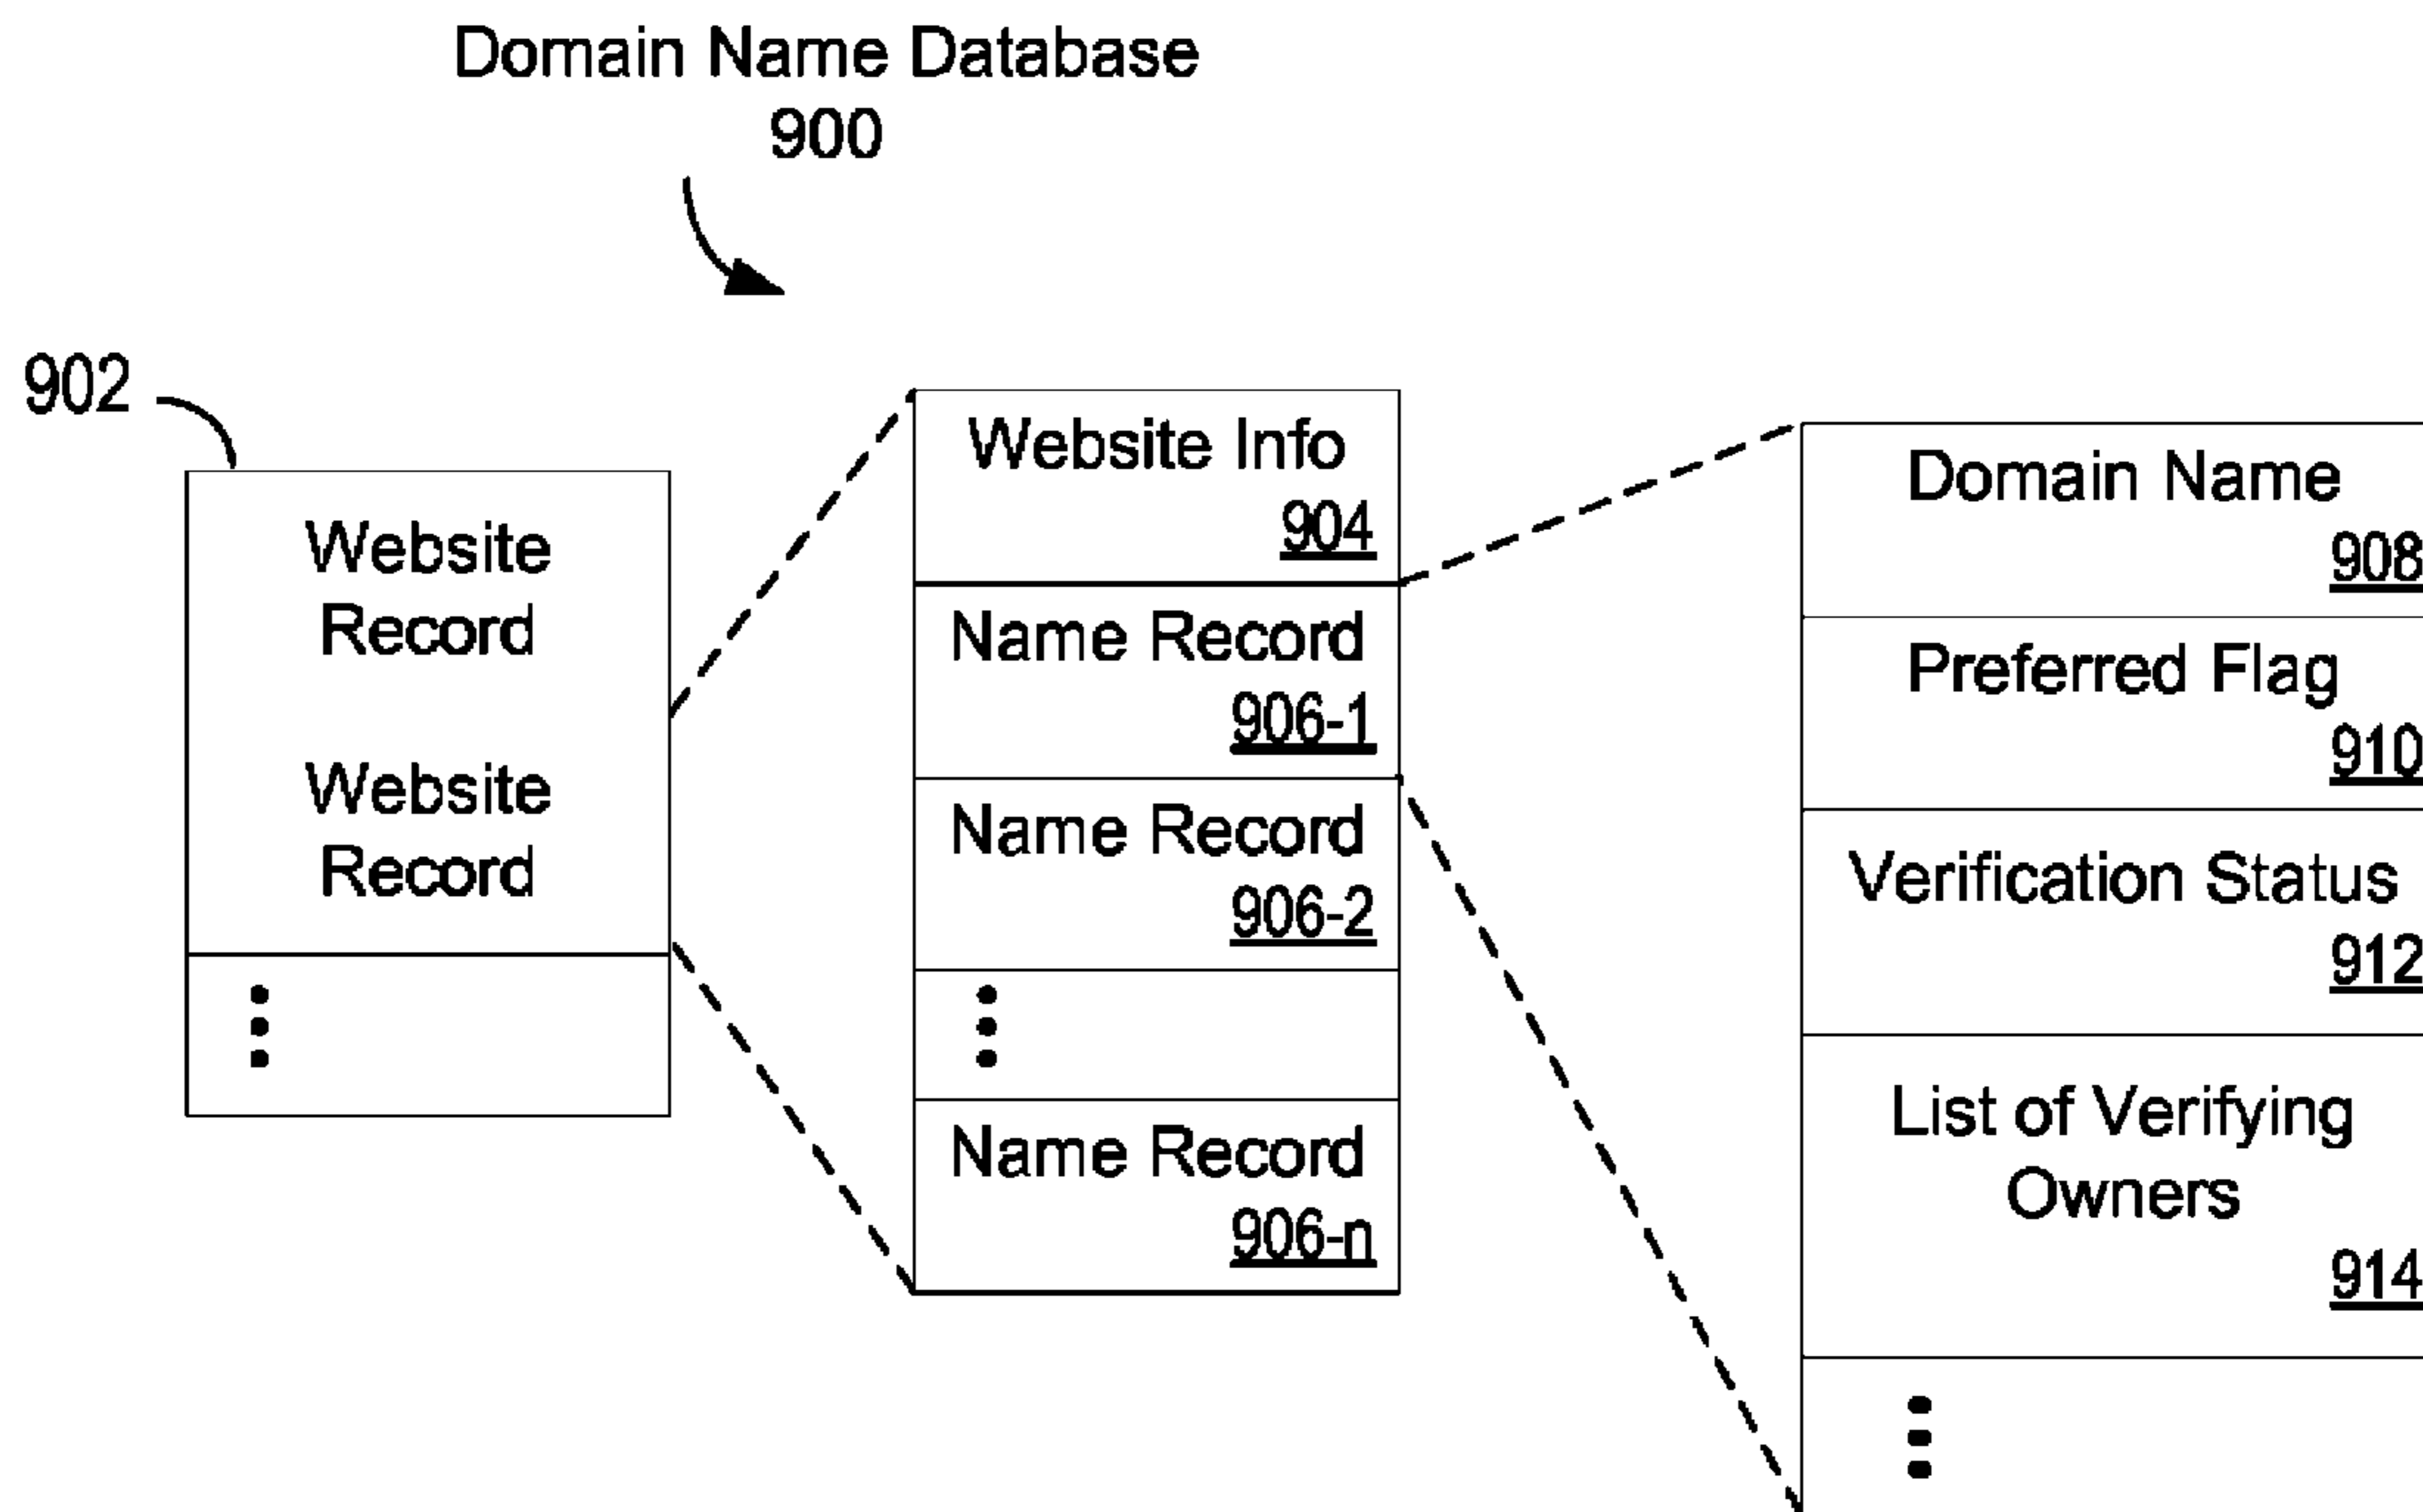 Domain Name Database
900
902
Website
Record
Website
Record
Website Info
904
Name Record
906-1
Name Record
906-2
Name Record
906-n
Domain Name
908
Preferred Flag
910
Verification Status
912
List of Verifying
Owners
914